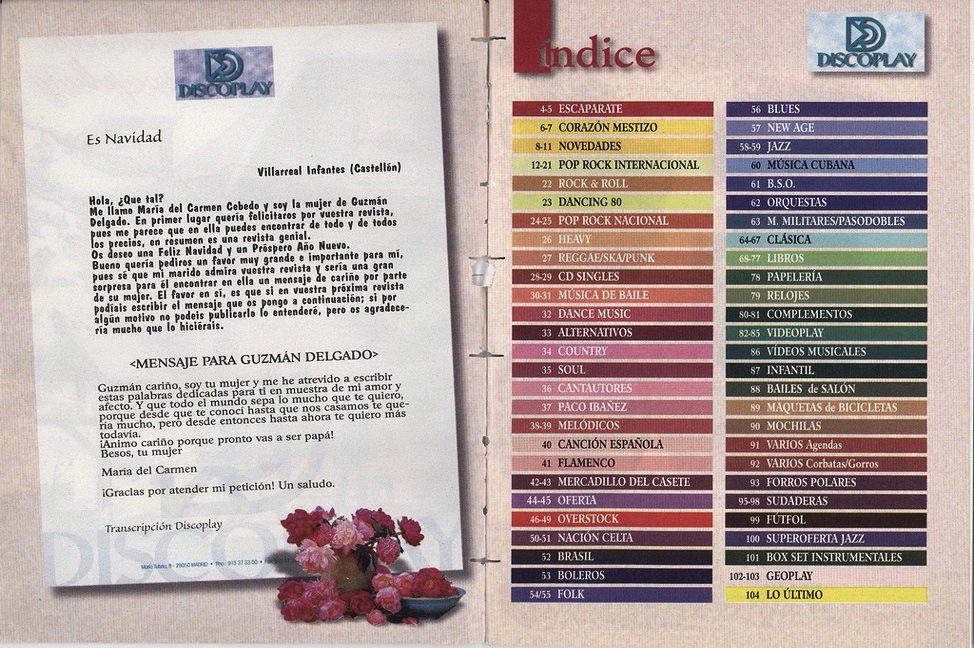 DISCOPLAY
Es Navidad
Villarreal Infantes (Castellón)
Hola, ¿Que tal?
Me llamo María del Carmen Cebedo y soy la mujer de Guzmán
Delgado. En primer lugar quería felicitaros por vuestra revista,
pues me parece que en ella puedes encontrar de todo y de todos
los precios, en resumen es una revista genial.
Os deseo una Feliz Navidad y un Próspero Año Nuevo.
Bueno quería pediros un favor muy grande e importante para mí,
pues sé que mi marido admira vuestra revista y sería una gran
sorpresa para él encontrar en ella un mensaje de cariño por parte
de su mujer. El favor en sí, es que si en vuestra próxima revista
podíais escribir el mensaje que os pongo a continuación; si por
algún motivo no podeis publicarlo lo entenderé, pero os agradece-
ría mucho que lo hiciérais.
<MENSAJE PARA GUZMÁN DELGADO>
Guzmán cariño, soy tu mujer y me he atrevido a escribir
estas palabras dedicadas para ti en muestra de mi amor y
afecto. Y que todo el mundo sepa lo mucho que te quiero,
porque desde que te conocí hasta que nos casamos te que-
ría mucho, pero desde entonces hasta ahora te quiero más
todavía.
¡Animo cariño porque pronto vas a ser papá!
Besos, tu mujer
María del Carmen
¡Gracias por atender mi petición! Un saludo.
Transcripción Discoplay
DISCOPLAY
28050 MADRID • Tfno.: 913 37 33 00 •
índice
DISCOPLAY
4-5 ESCAPARATE
6-7 CORAZÓN MESTIZO
8-11 NOVEDADES
12-21 POP ROCK INTERNACIONAL
22 ROCK & ROLL
23 DANCING 80
24-25 POP ROCK NACIONAL
26 HEAVY
27 REGGAE/SKA/PUNK
28-29 CD SINGLES
30-31 MÚSICA DE BAILE
32 DANCE MUSIC
33 ALTERNATIVOS
34 COUNTRY
35 SOUL
36 CANTAUTORES
37 PACO IBAÑEZ
38-39 MELÓDICOS
40 CANCIÓN ESPAÑOLA
41 FLAMENCO
42-43 MERCADILLO DEL CASETE
44-45 OFERTA
46-49 OVERSTOCK
50-51 NACIÓN CELTA
52 BRASIL
53 BOLEROS
54/55 FOLK
56 BLUES
57 NEW AGE
58-59 JAZZ
60 MÚSICA CUBANA
61 B.S.O.
62 ORQUESTAS
63 M. MILITARES/PASODOBLES
64-67 CLÁSICA
68-77 LIBROS
78 PAPELERÍA
79 RELOJES
80-81 COMPLEMENTOS
82-85 VIDEOPLAY
86 VÍDEOS MUSICALES
87 INFANTIL
88 BAILES de SALÓN
89 MAQUETAS de BICICLETAS
90 MOCHILAS
91 VARIOS Agendas
92 VARIOS Corbatas/Gorros
93 FORROS POLARES
95-98 SUDADERAS
99 FÚTFOL
100 SUPEROFERTA JAZZ
101 BOX SET INSTRUMENTALES
102-103 GEOPLAY
104 LO ÚLTIMO